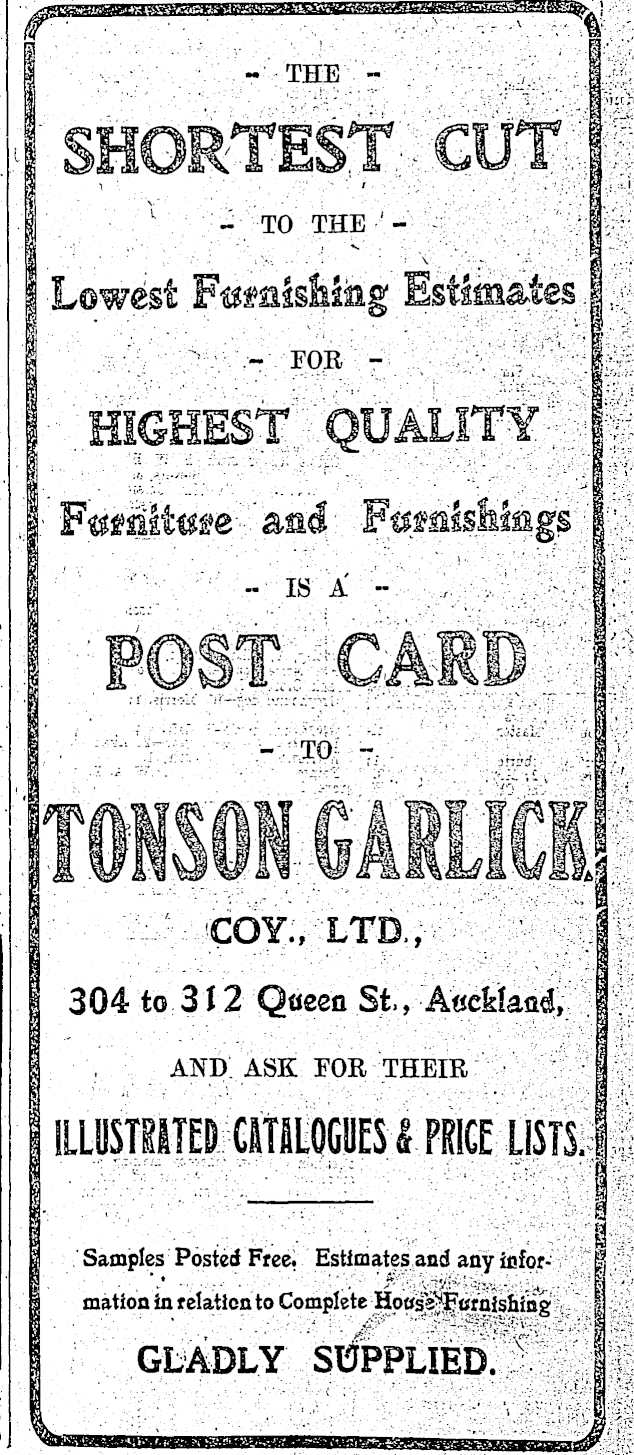 - THE -
SHORTEST CUT
- TO THE -
Lowest Furnishing Estimates
- FOR -
HIGHEST QUALITY
Furniture and Furnishings
- IS A -
POST CARD
- TO -
TONSON GARLICK
COY., LTD.,
304 to 312 Queen St., Auckland,
AND ASK FOR THEIR
ILLUSTRATED CATALOGUES & PRICE LISTS.
Samples Posted Free. Estimates and any infor-
mation in relation to Complete House Furnishing
GLADLY SUPPLIED.